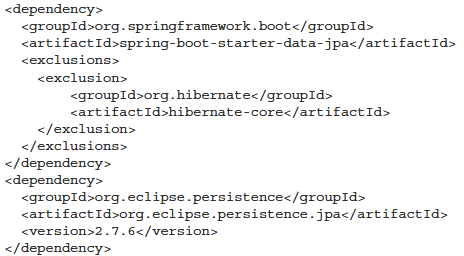 <dependency>
  <groupId>org.springframework.boot</groupId>
  <artifactId>spring-boot-starter-data-jpa</artifactId>
  <exclusions>
    <exclusion>
        <groupId>org.hibernate</groupId>
        <artifactId>hibernate-core</artifactId>
    </exclusion>
  </exclusions>
</dependency>
<dependency>
  <groupId>org.eclipse.persistence</groupId>
  <artifactId>org.eclipse.persistence.jpa</artifactId>
  <version>2.7.6</version>
</dependency>